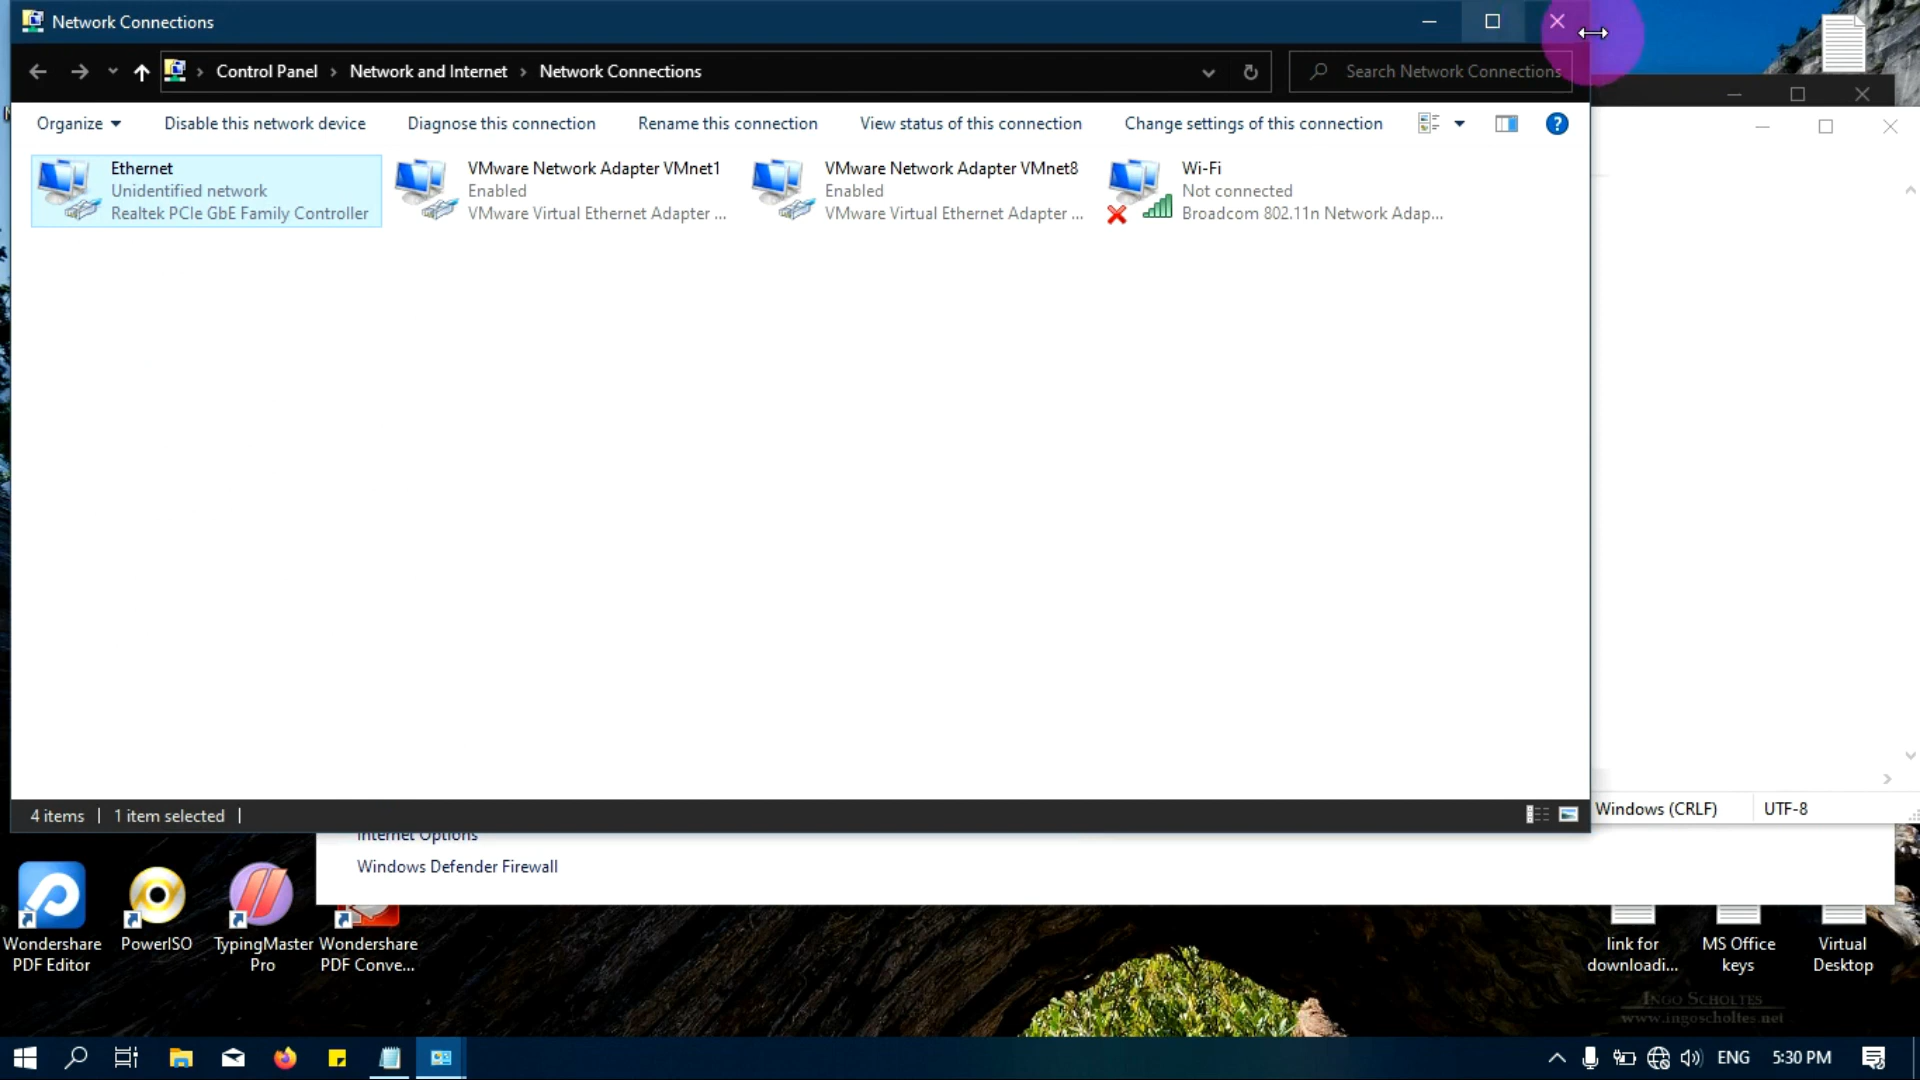 Network Connections
Control Panel
Network and Internet
Network Connections
Search Network Connections
Organize
Disable this network device
Diagnose this connection
Rename this connection
View status of this connection
Change settings of this connection
Ethernet
Unidentified network
Realtek PCIe GbE Family Controller
VMware Network Adapter VMnet1
Enabled
VMware Virtual Ethernet Adapter ...
VMware Network Adapter VMnet8
Enabled
VMware Virtual Ethernet Adapter ...
Wi-Fi
Not connected
Broadcom 802.11n Network Adap...
4 items
1 item selected
Windows (CRLF)
UTF-8
Internet Options
Windows Defender Firewall
Wondershare
PDF Editor
PowerISO
TypingMaster
Pro
Wondershare
PDF Conve...
link for
downloadi...
MS Office
keys
Virtual
Desktop
INGO SCHOLTES
www.ingoscholtes.net
ENG
5:30 PM